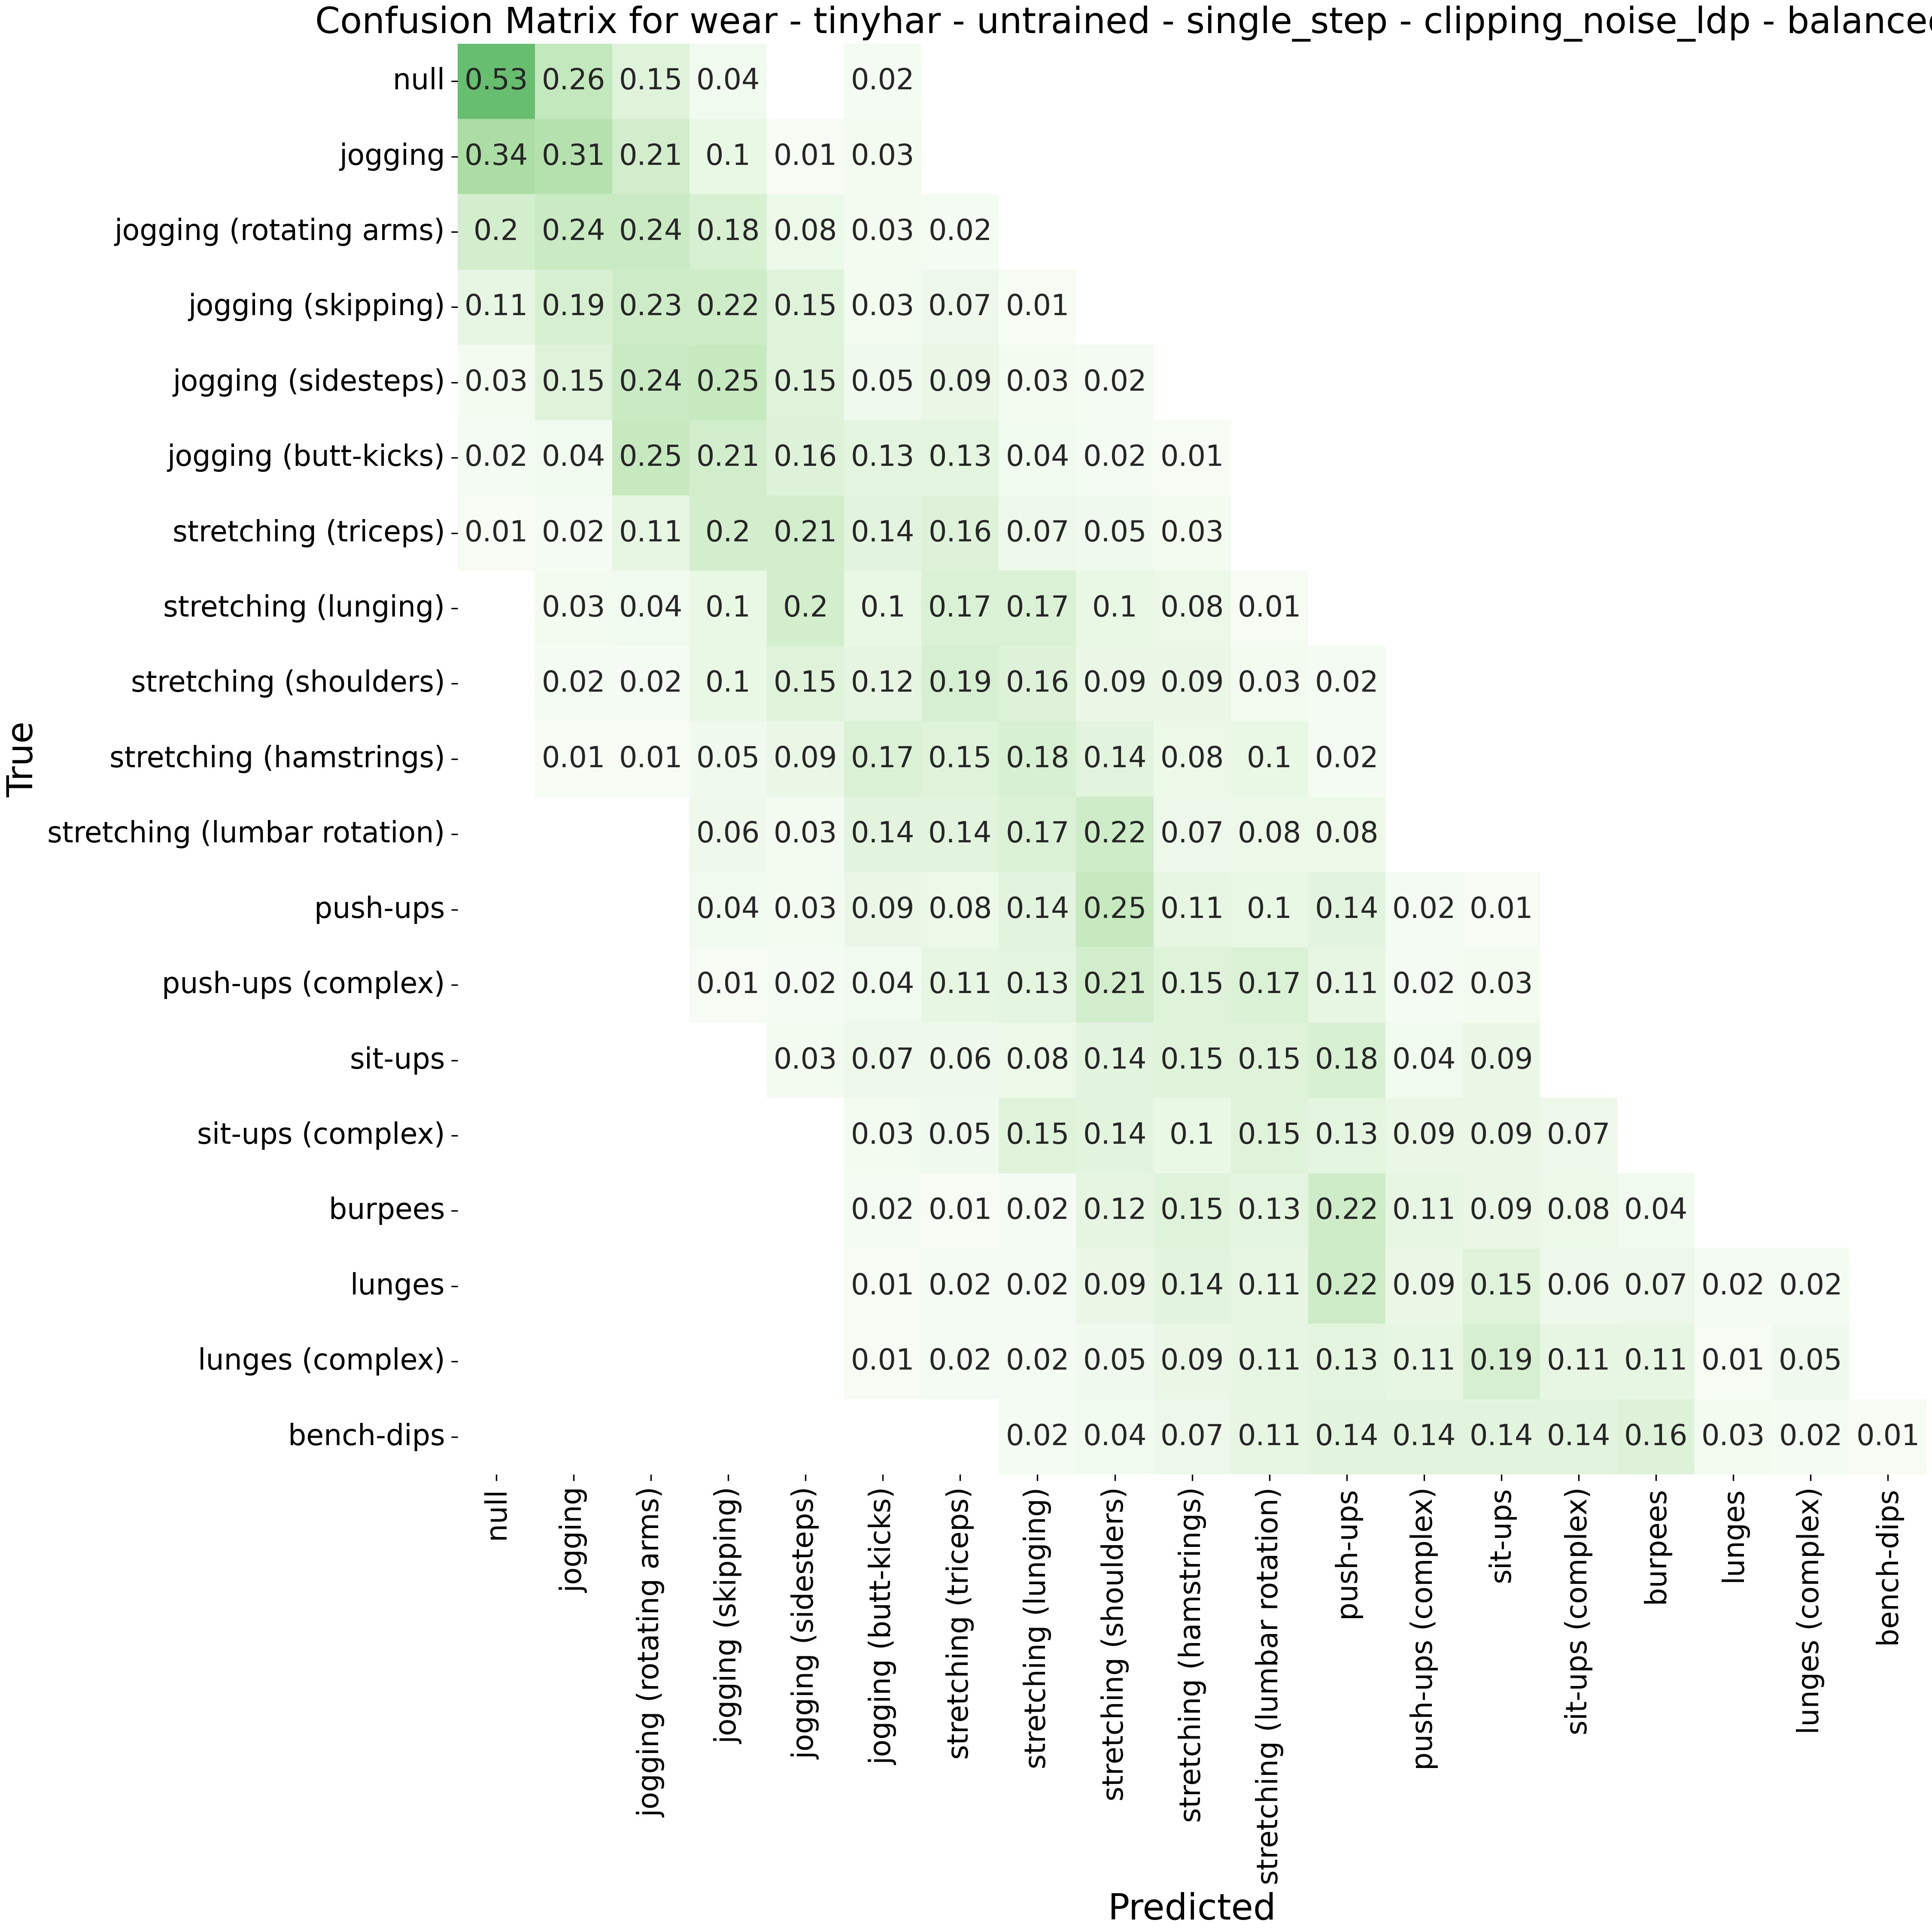 Confusion Matrix for wear - tinyhar - untrained - single_step - clipping_noise_ldp - balanced
null 0.53 0.26 0.15 0.04 0.02
jogging 0.34 0.31 0.21 0.1 0.01 0.03
jogging (rotating arms) 0.2 0.24 0.24 0.18 0.08 0.03 0.02
jogging (skipping) 0.11 0.19 0.23 0.22 0.15 0.03 0.07 0.01
jogging (sidesteps) 0.03 0.15 0.24 0.25 0.15 0.05 0.09 0.03 0.02
jogging (butt-kicks) 0.02 0.04 0.25 0.21 0.16 0.13 0.13 0.04 0.02 0.01
stretching (triceps) 0.01 0.02 0.11 0.2 0.21 0.14 0.16 0.07 0.05 0.03
stretching (lunging) 0.03 0.04 0.1 0.2 0.1 0.17 0.17 0.1 0.08 0.01
stretching (shoulders) 0.02 0.02 0.1 0.15 0.12 0.19 0.16 0.09 0.09 0.03 0.02
stretching (hamstrings) 0.01 0.01 0.05 0.09 0.17 0.15 0.18 0.14 0.08 0.1 0.02
stretching (lumbar rotation) 0.06 0.03 0.14 0.14 0.17 0.22 0.07 0.08 0.08
push-ups 0.04 0.03 0.09 0.08 0.14 0.25 0.11 0.1 0.14 0.02 0.01
push-ups (complex) 0.01 0.02 0.04 0.11 0.13 0.21 0.15 0.17 0.11 0.02 0.03
sit-ups 0.03 0.07 0.06 0.08 0.14 0.15 0.15 0.18 0.04 0.09
sit-ups (complex) 0.03 0.05 0.15 0.14 0.1 0.15 0.13 0.09 0.09 0.07
burpees 0.02 0.01 0.02 0.12 0.15 0.13 0.22 0.11 0.09 0.08 0.04
lunges 0.01 0.02 0.02 0.09 0.14 0.11 0.22 0.09 0.15 0.06 0.07 0.02 0.02
lunges (complex) 0.01 0.02 0.02 0.05 0.09 0.11 0.13 0.11 0.19 0.11 0.11 0.01 0.05
bench-dips 0.02 0.04 0.07 0.11 0.14 0.14 0.14 0.14 0.16 0.03 0.02 0.01
True
null
jogging
jogging (rotating arms)
jogging (skipping)
jogging (sidesteps)
jogging (butt-kicks)
stretching (triceps)
stretching (lunging)
stretching (shoulders)
stretching (hamstrings)
stretching (lumbar rotation)
push-ups
push-ups (complex)
sit-ups
sit-ups (complex)
burpees
lunges
lunges (complex)
bench-dips
Predicted